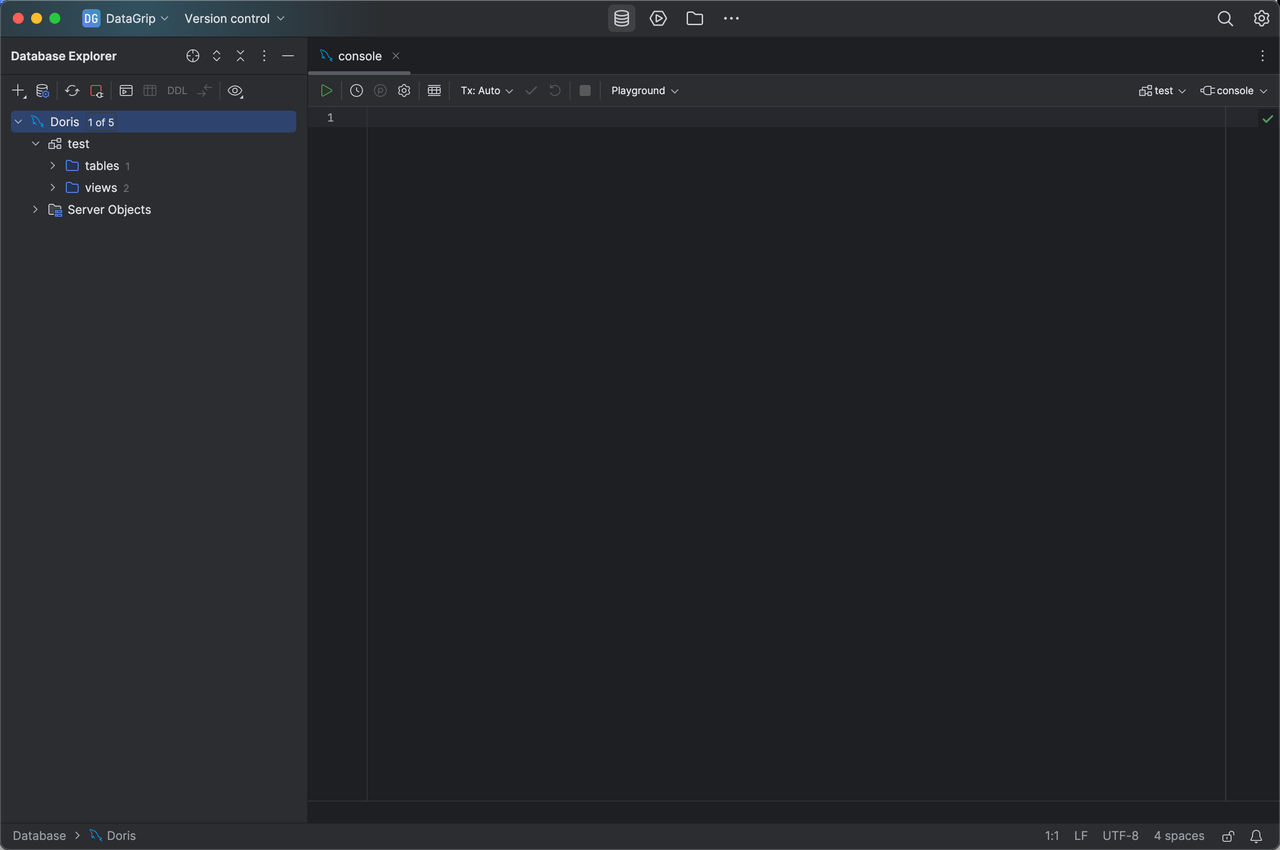 DG DataGrip Version control
Database Explorer
console
DDL
Tx: Auto Playground test console
Doris 1 of 5
1
test
tables 1
views 2
Server Objects
Database Doris 1:1 LF UTF-8 4 spaces